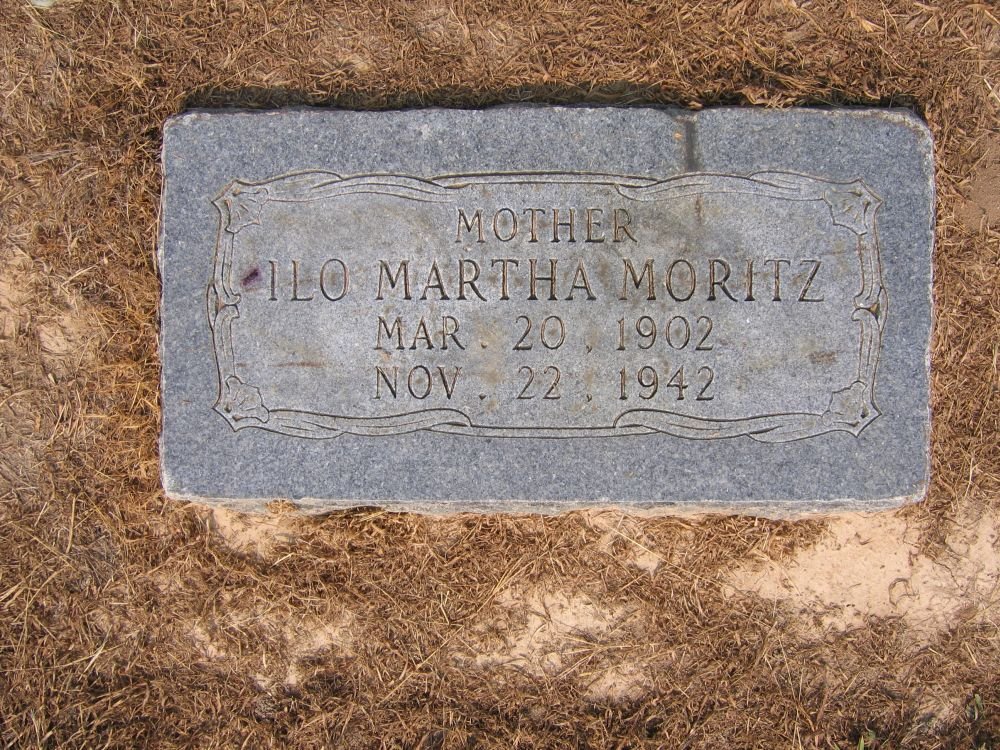 MOTHER
ILO MARTHA MORITZ
MAR. 20, 1902
NOV. 22, 1942